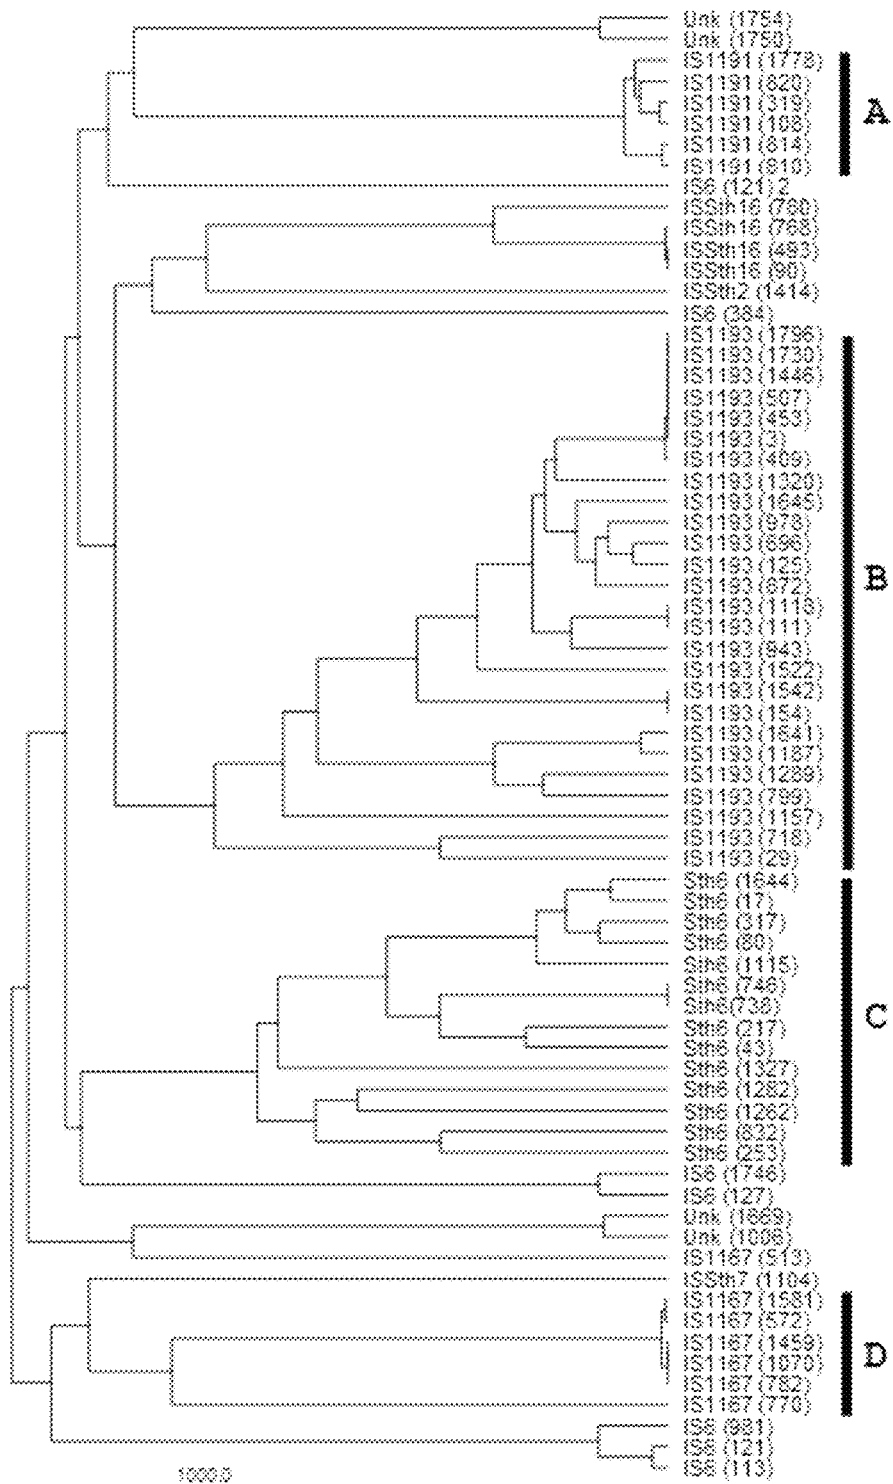 Unk (1754)
Unk (1750)
IS1191 (1778)
A
IS1191 (820)
IS1191 (319)
IS1191 (108)
IS1191 (814)
IS1191 (810)
IS6 (121) 2
ISSth16 (760)
ISSth16 (768)
ISSth16 (493)
ISSth16 (90)
ISSth2 (1414)
IS6 (384)
IS1193 (1796)
IS1193 (1730)
IS1193 (1446)
IS1193 (507)
IS1193 (453)
IS1193 (3)
IS1193 (409)
IS1193 (1320)
IS1193 (1645)
IS1193 (978)
IS1193 (696)
IS1193 (125)
B
IS1193 (672)
IS1193 (1118)
IS1193 (111)
IS1193 (943)
IS1193 (1522)
IS1193 (1542)
IS1193 (154)
IS1193 (1641)
IS1193 (1187)
IS1193 (1289)
IS1193 (799)
IS1193 (1157)
IS1193 (718)
IS1193 (29)
Sth6 (1644)
Sth6 (17)
Sth6 (317)
Sth6 (80)
Sth6 (1115)
Sth6 (746)
Sth6(738)
C
Sth6 (217)
Sth6 (43)
Sth6 (1327)
Sth6 (1282)
Sth6 (1262)
Sth6 (832)
Sth6 (253)
IS6 (1746)
IS6 (127)
Unk (1669)
Unk (1006)
IS1167 (513)
ISSth7 (1104)
IS1167 (1581)
IS1167 (572)
IS1167 (1459)
D
IS1167 (1070)
IS1167 (782)
IS1167 (770)
IS6 (981)
IS6 (121)
IS6 (113)
1000.0